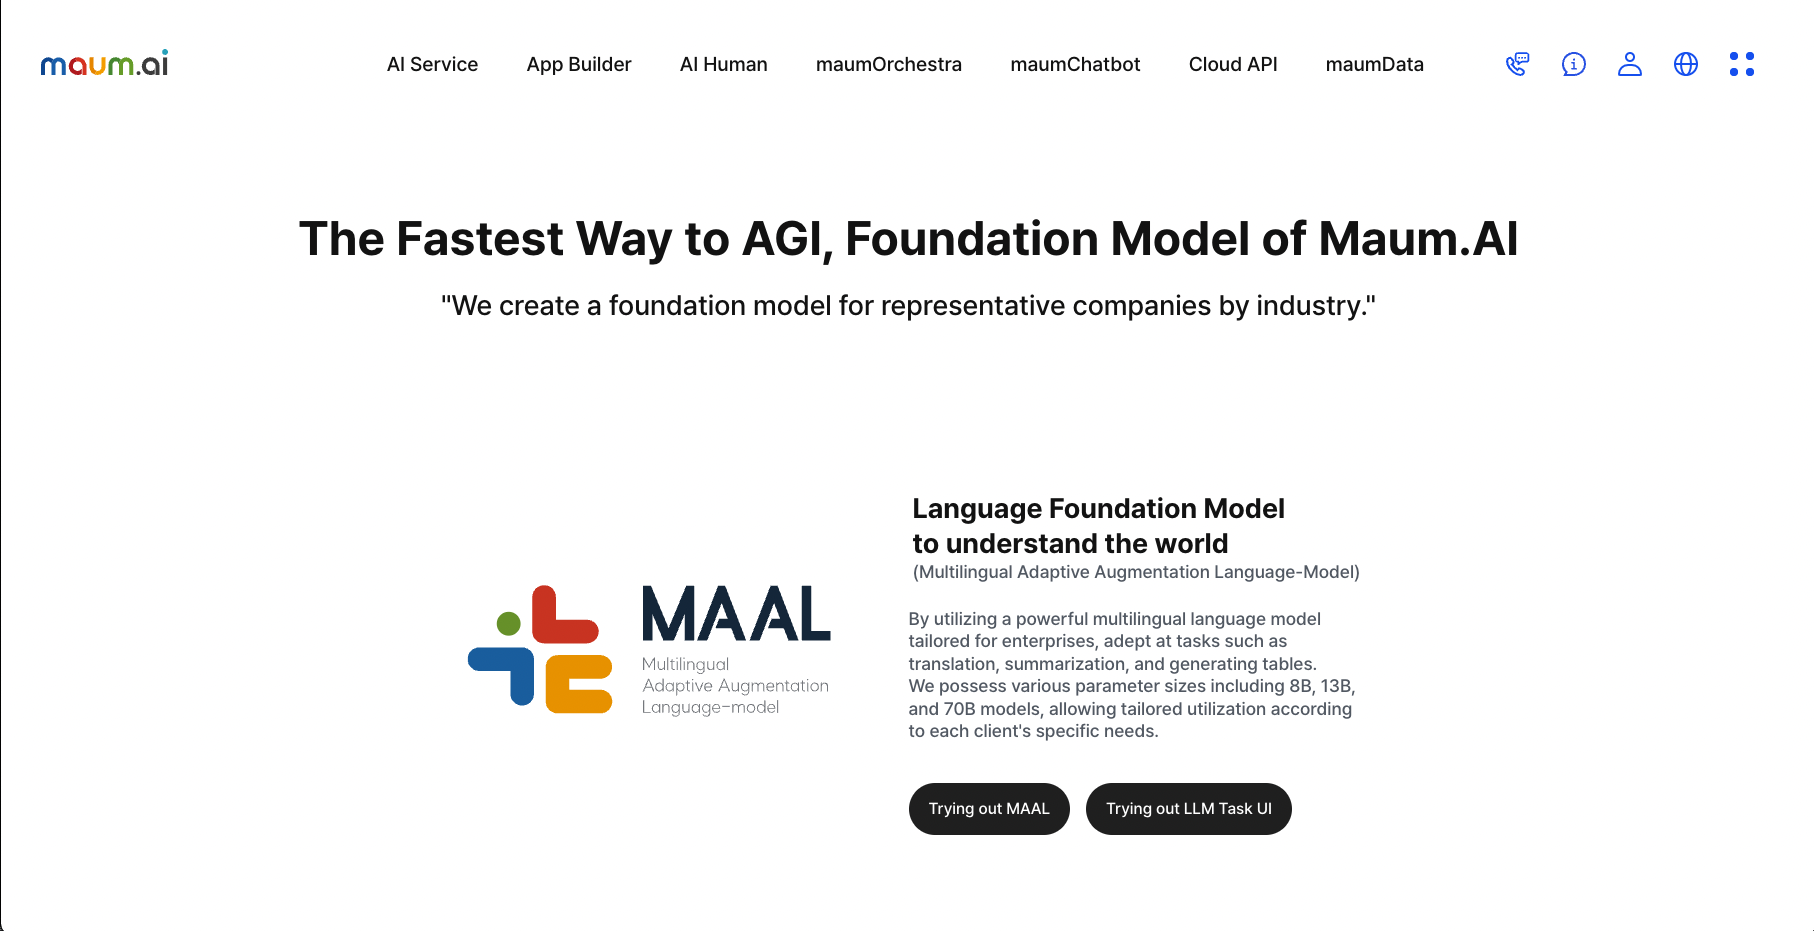 maum.ai
AI Service
App Builder
AI Human
maumOrchestra
maumChatbot
Cloud API
maumData
The Fastest Way to AGI, Foundation Model of Maum.AI
"We create a foundation model for representative companies by industry."
MAAL
Multilingual
Adaptive Augmentation
Language-model
Language Foundation Model
to understand the world
(Multilingual Adaptive Augmentation Language-Model)
By utilizing a powerful multilingual language model
tailored for enterprises, adept at tasks such as
translation, summarization, and generating tables.
We possess various parameter sizes including 8B, 13B,
and 70B models, allowing tailored utilization according
to each client's specific needs.
Trying out MAAL
Trying out LLM Task UI